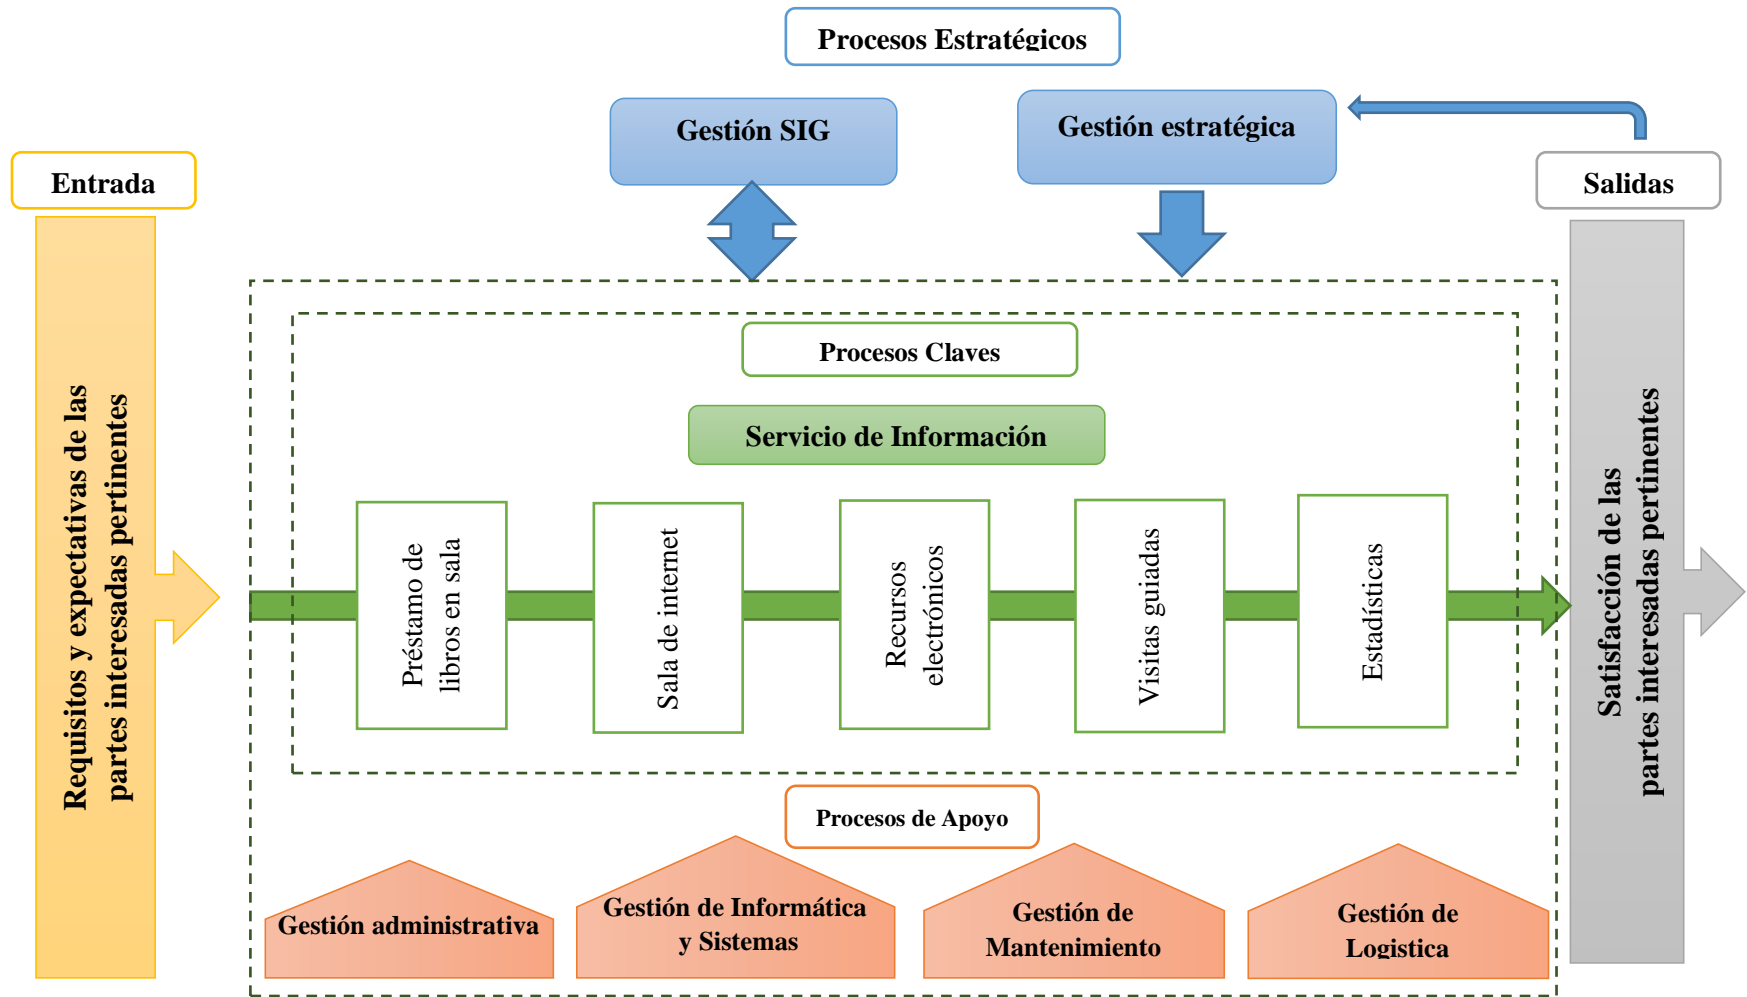 Procesos Estratégicos
Gestión SIG
Gestión estratégica
Entrada
Salidas
Requisitos y expectativas de las
partes interesadas pertinentes
Procesos Claves
Servicio de Información
Préstamo de
libros en sala
Sala de internet
Recursos
electrónicos
Visitas guiadas
Estadísticas
Satisfacción de las
partes interesadas pertinentes
Procesos de Apoyo
Gestión administrativa
Gestión de Informática
y Sistemas
Gestión de
Mantenimiento
Gestión de
Logistica